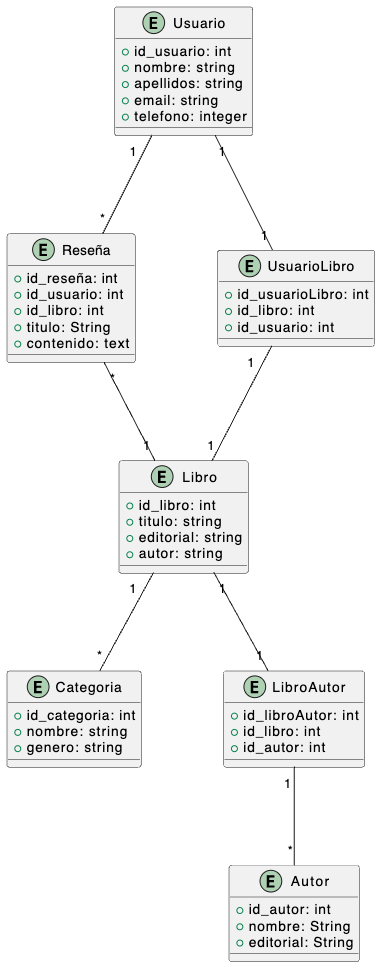 E Usuario
id_usuario: int
nombre: string
apellidos: string
email: string
telefono: integer
1 1
* 1
E Reseña
id_reseña: int
id_usuario: int
id_libro: int
titulo: String
contenido: text
E UsuarioLibro
id_usuarioLibro: int
id_libro: int
id_usuario: int
* 1
1 1
E Libro
id_libro: int
titulo: string
editorial: string
autor: string
1 1
* 1
E Categoria
id_categoria: int
nombre: string
genero: string
E LibroAutor
id_libroAutor: int
id_libro: int
id_autor: int
1
*
E Autor
id_autor: int
nombre: String
editorial: String